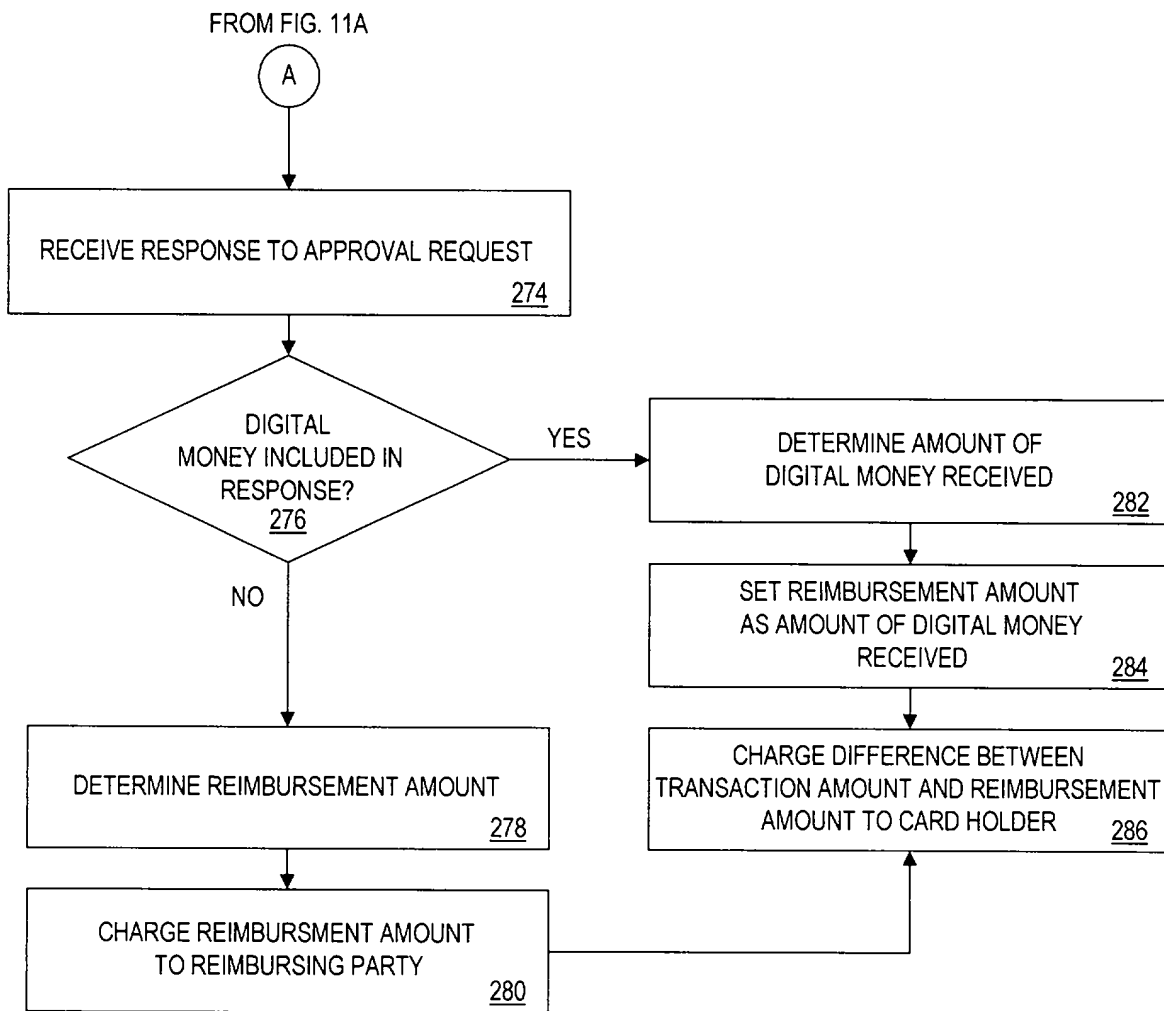 FROM FIG. 11A
A
RECEIVE RESPONSE TO APPROVAL REQUEST
274
DIGITAL
MONEY INCLUDED IN
RESPONSE?
276
YES
NO
DETERMINE AMOUNT OF
DIGITAL MONEY RECEIVED
282
SET REIMBURSEMENT AMOUNT
AS AMOUNT OF DIGITAL MONEY
RECEIVED
284
DETERMINE REIMBURSEMENT AMOUNT
278
CHARGE REIMBURSMENT AMOUNT
TO REIMBURSING PARTY
280
CHARGE DIFFERENCE BETWEEN
TRANSACTION AMOUNT AND REIMBURSEMENT
AMOUNT TO CARD HOLDER
286